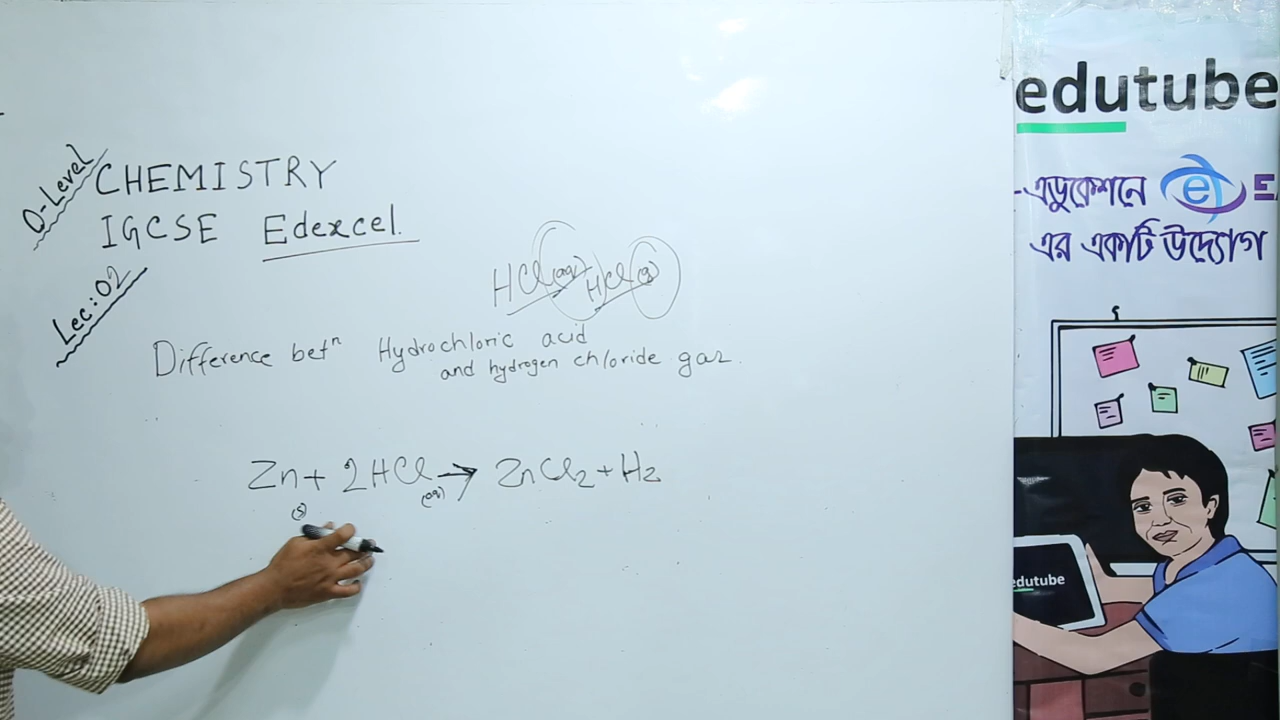 O-Level
CHEMISTRY
IGCSE Edexcel.
Lec: 02
HCl(aq) HCl(g)
Difference betⁿ Hydrochloric acid
and hydrogen chloride gas.
Zn + 2HCl → ZnCl2 + H2
(s) (aq)
edutube
-এডুকেশনে
এর একটি উদ্যোগ
edutube